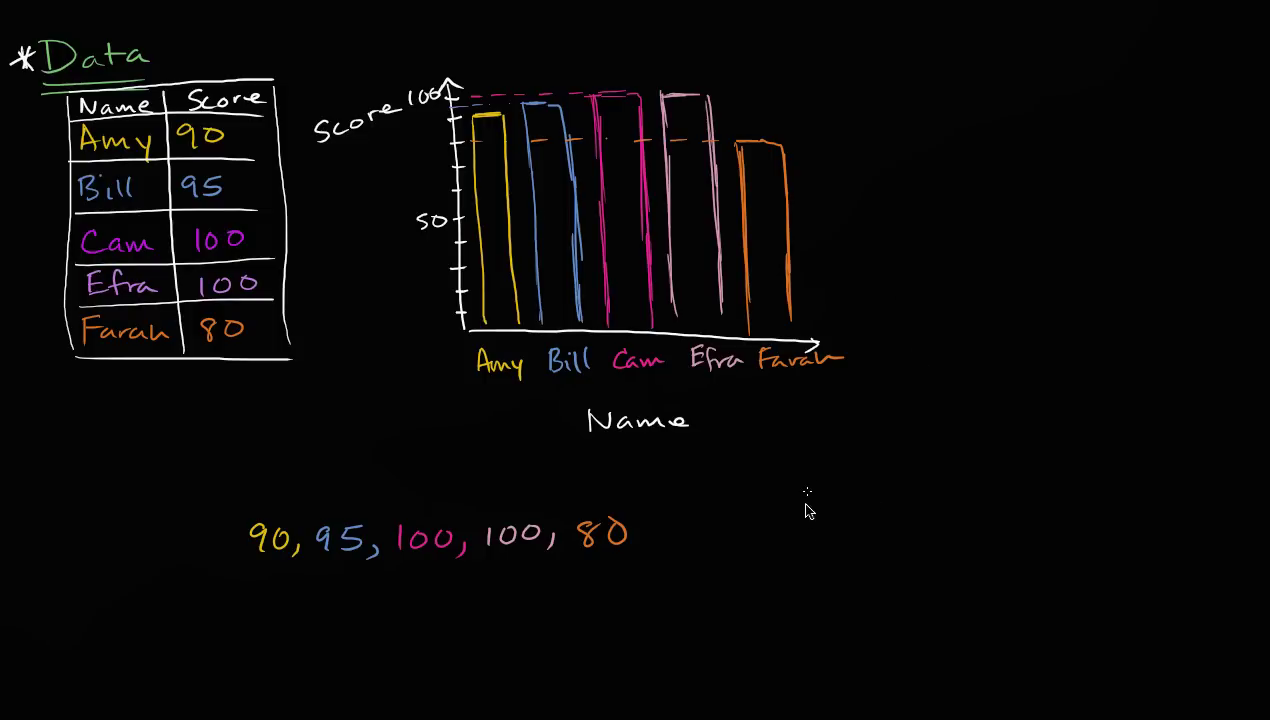 *Data
Name Score
Amy 90
Bill 95
Cam 100
Efra 100
Farah 80
Score
100
50
Amy Bill Cam Efra Farah
Name
90, 95, 100, 100, 80